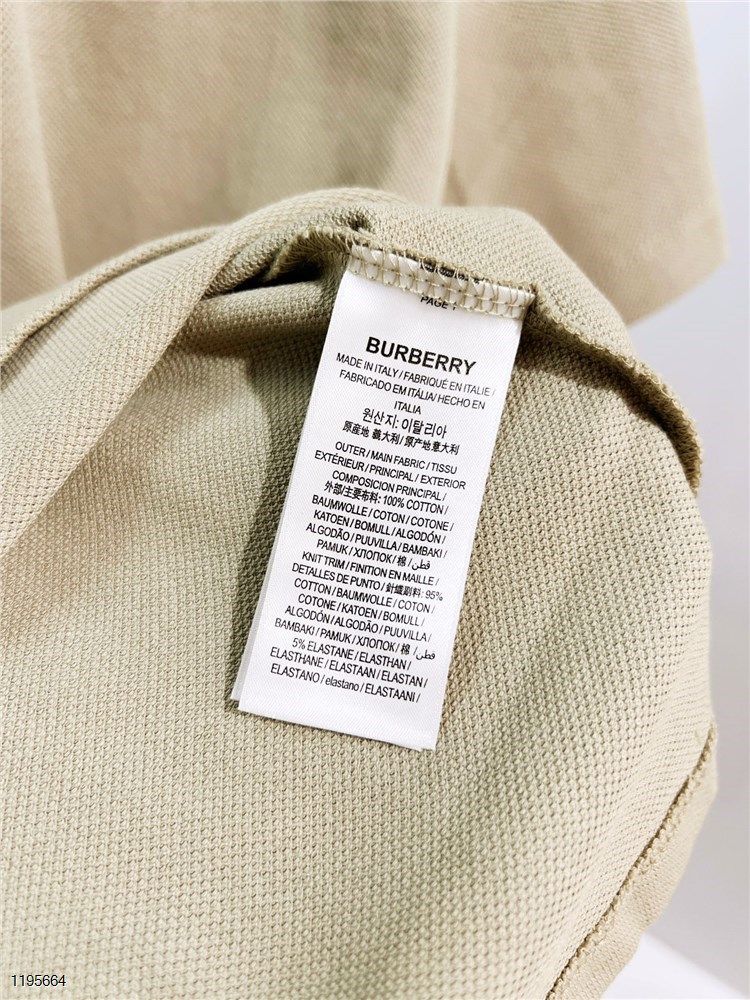 PAGE 1
BURBERRY
MADE IN ITALY / FABRIQUÉ EN ITALIE /
FABRICADO EM ITÁLIA/ HECHO EN
ITALIA
원산지: 이탈리아
原産地 義大利 / 原产地意大利
OUTER / MAIN FABRIC / TISSU
EXTÉRIEUR / PRINCIPAL / EXTERIOR
COMPOSICION PRINCIPAL /
外部/主要布料: 100% COTTON /
BAUMWOLLE / COTON / COTONE /
KATOEN / BOMULL / ALGODÓN /
ALGODÃO / PUUVILLA / BAMBAKI /
PAMUK / ХЛОПОК / 棉 / قطن/
KNIT TRIM / FINITION EN MAILLE /
DETALLES DE PUNTO / 針織副料: 95%
COTTON / BAUMWOLLE / COTON /
COTONE / KATOEN / BOMULL /
ALGODÓN / ALGODÃO / PUUVILLA /
BAMBAKI / PAMUK / ХЛОПОК / 棉 / قطن/
5% ELASTANE / ELASTHAN /
ELASTHANE / ELASTAAN / ELASTAN /
ELASTANO / elastano / ELASTAANI /
1195664